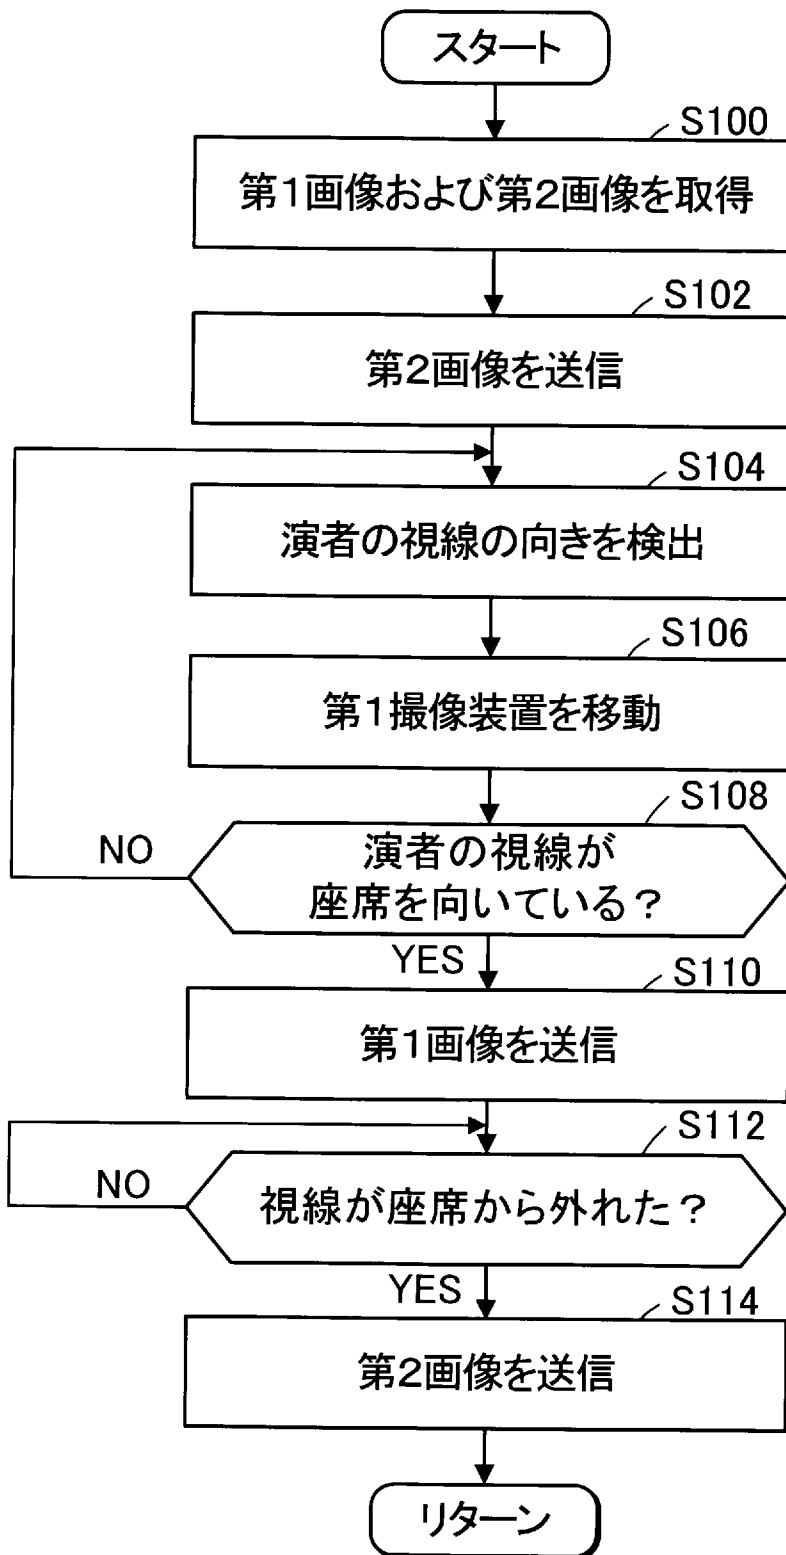 スタート
S100
第1画像および第2画像を取得
S102
第2画像を送信
S104
演者の視線の向きを検出
S106
第1撮像装置を移動
S108
NO
演者の視線が
座席を向いている?
YES
S110
第1画像を送信
S112
NO
視線が座席から外れた?
YES
S114
第2画像を送信
リターン